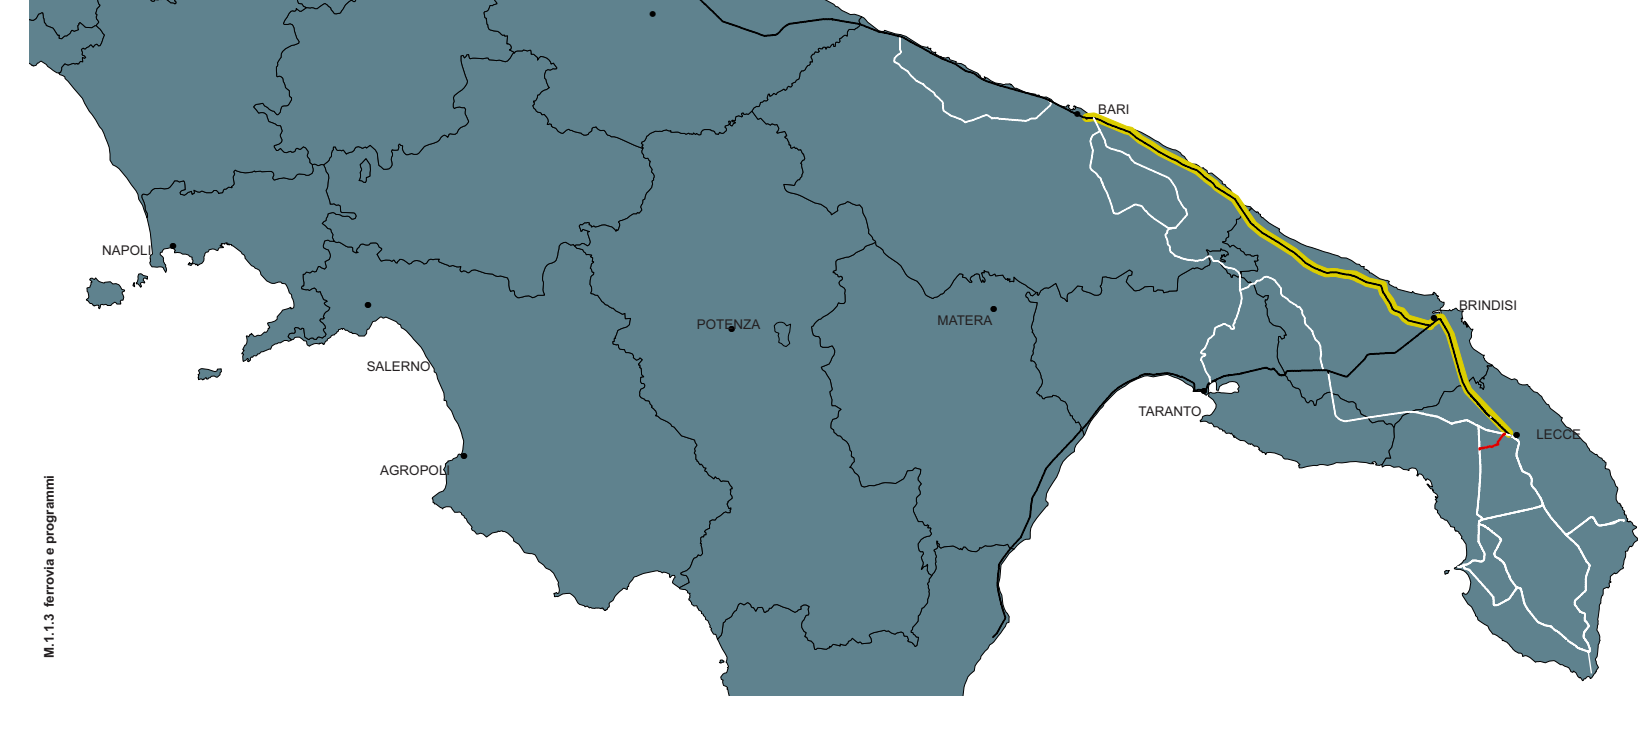 BARI
NAPOLI
BRINDISI
POTENZA
MATERA
SALERNO
TARANTO
LECCE
AGROPOLI
M.1.1.3 ferrovia e programmi